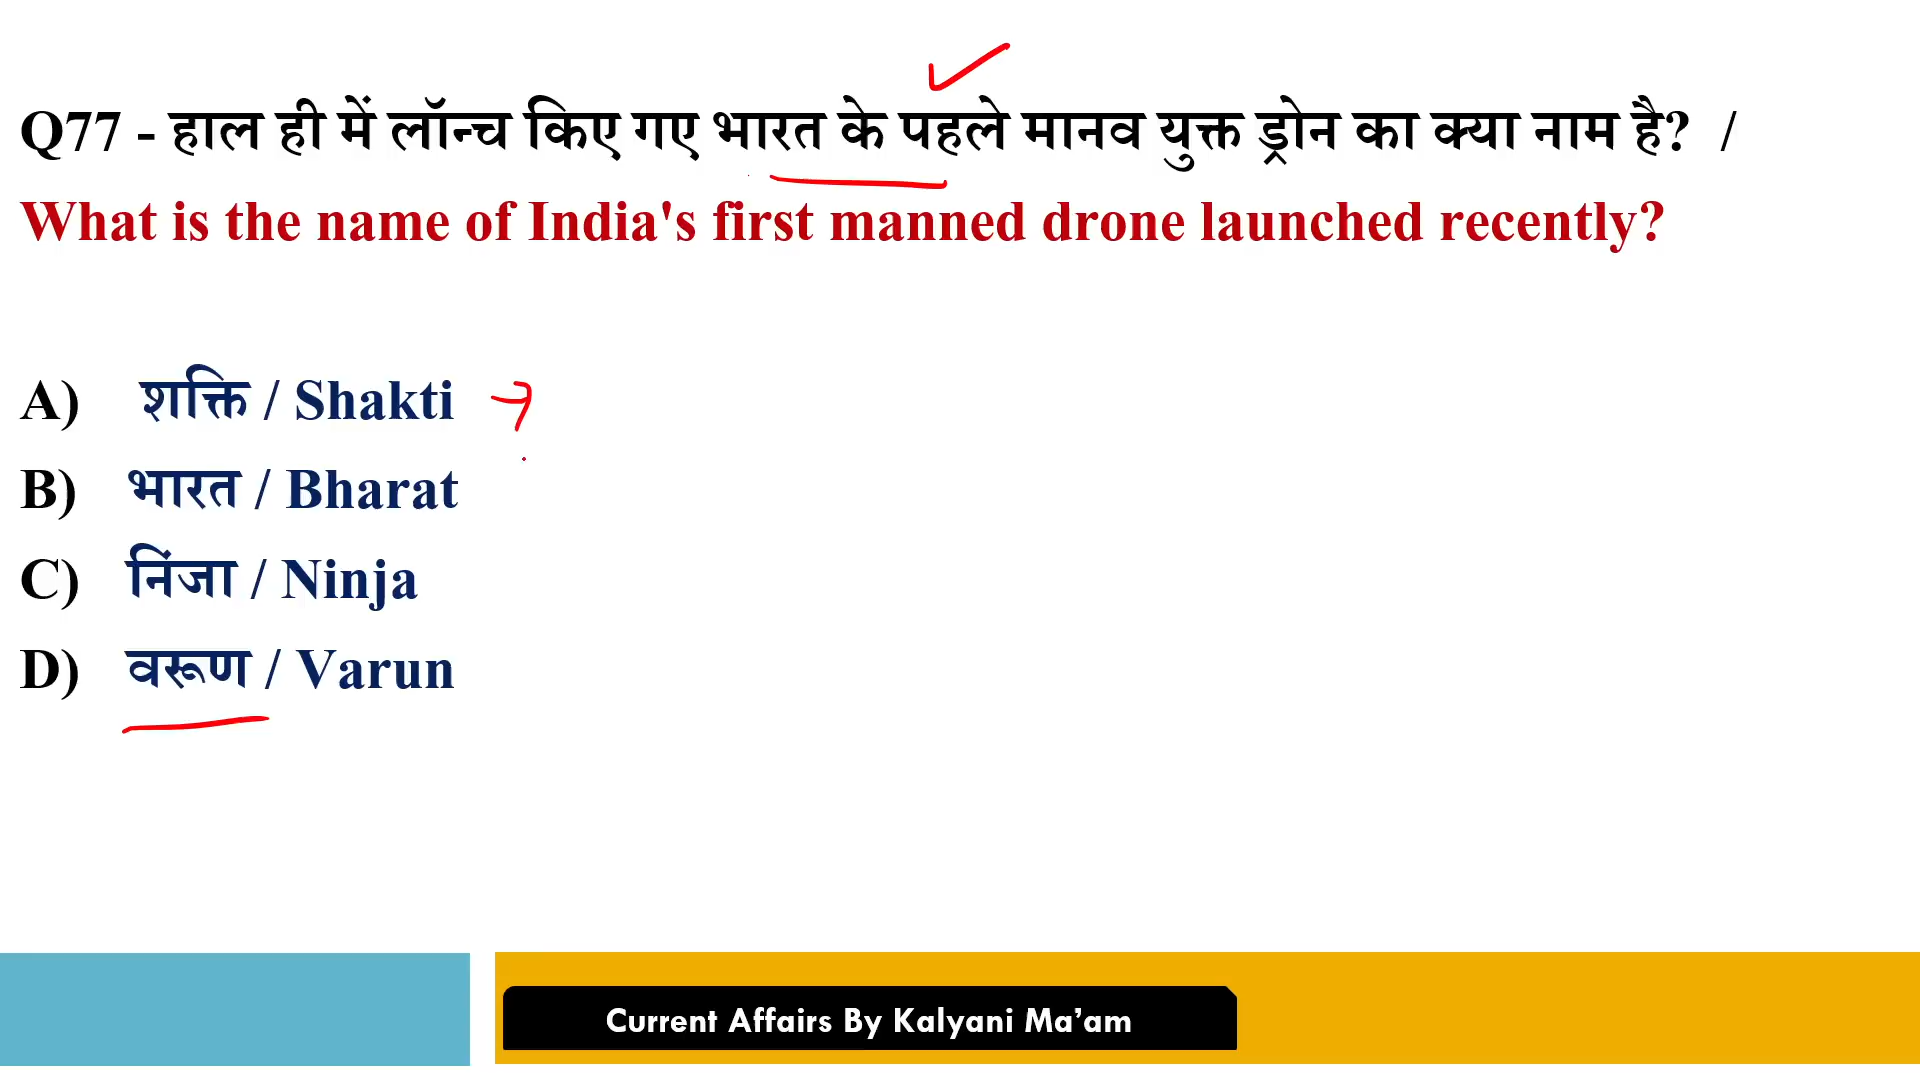 Q77 - हाल ही में लॉन्च किए गए भारत के पहले मानव युक्त ड्रोन का क्या नाम है? /
What is the name of India's first manned drone launched recently?
A) शक्ति / Shakti
B) भारत / Bharat
C) निंजा / Ninja
D) वरूण / Varun
Current Affairs By Kalyani Ma’am